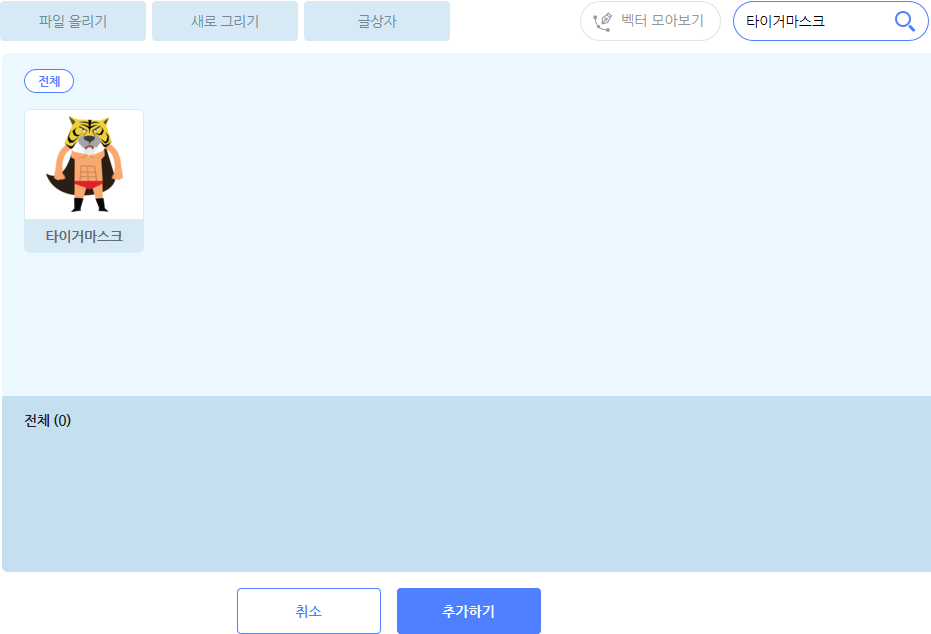 파일 올리기
새로 그리기
글상자
벡터 모아보기
타이거마스크
전체
타이거마스크
전체 (0)
취소
추가하기